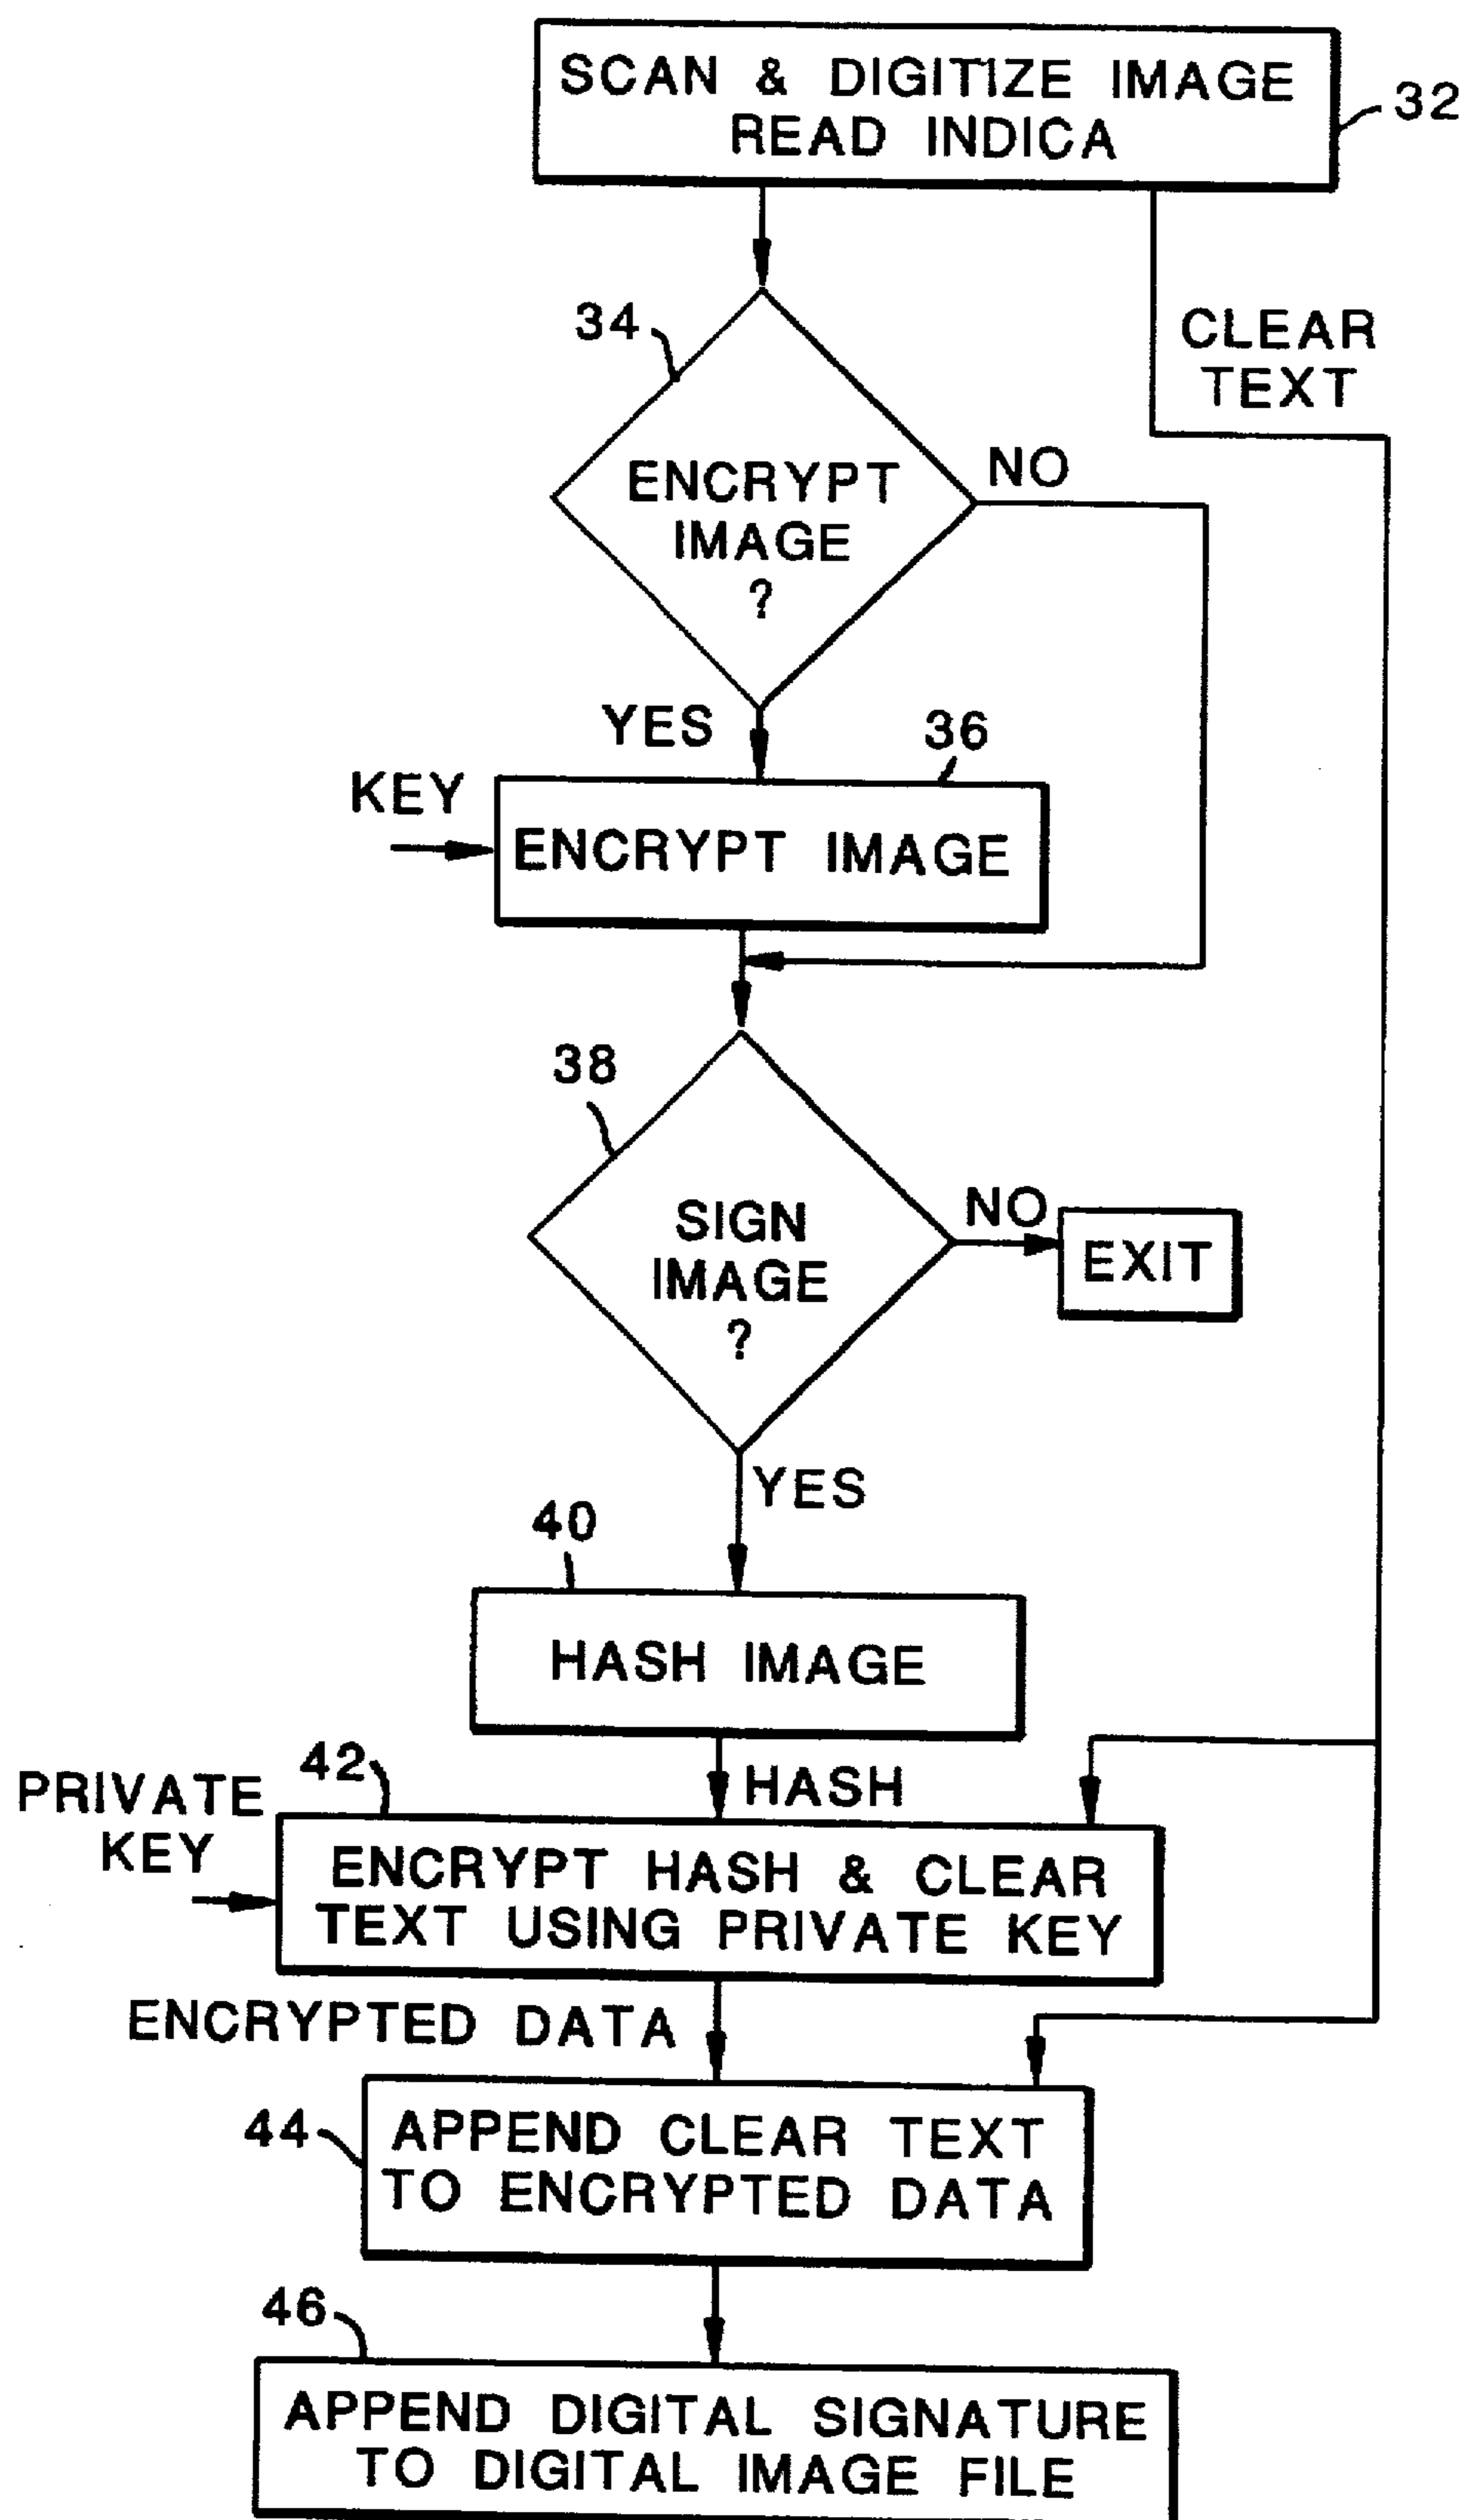 SCAN & DIGITIZE IMAGE
READ INDICA
32
34
CLEAR
TEXT
ENCRYPT
IMAGE
?
NO
YES
36
KEY
ENCRYPT IMAGE
38
SIGN
IMAGE
?
NO
EXIT
YES
40
HASH IMAGE
HASH
42
PRIVATE
KEY
ENCRYPT HASH & CLEAR
TEXT USING PRIVATE KEY
ENCRYPTED DATA
44
APPEND CLEAR TEXT
TO ENCRYPTED DATA
46
APPEND DIGITAL SIGNATURE
TO DIGITAL IMAGE FILE